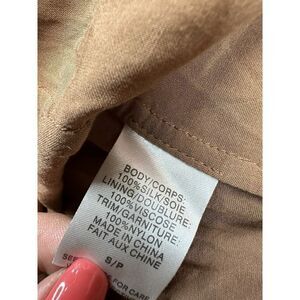 BODY/CORPS:
100%SILK/SOIE
LINING/DOUBLURE:
100%VISCOSE
TRIM/GARNITURE:
100%NYLON
MADE IN CHINA
FAIT AUX CHINE
S/P
FOR CARE